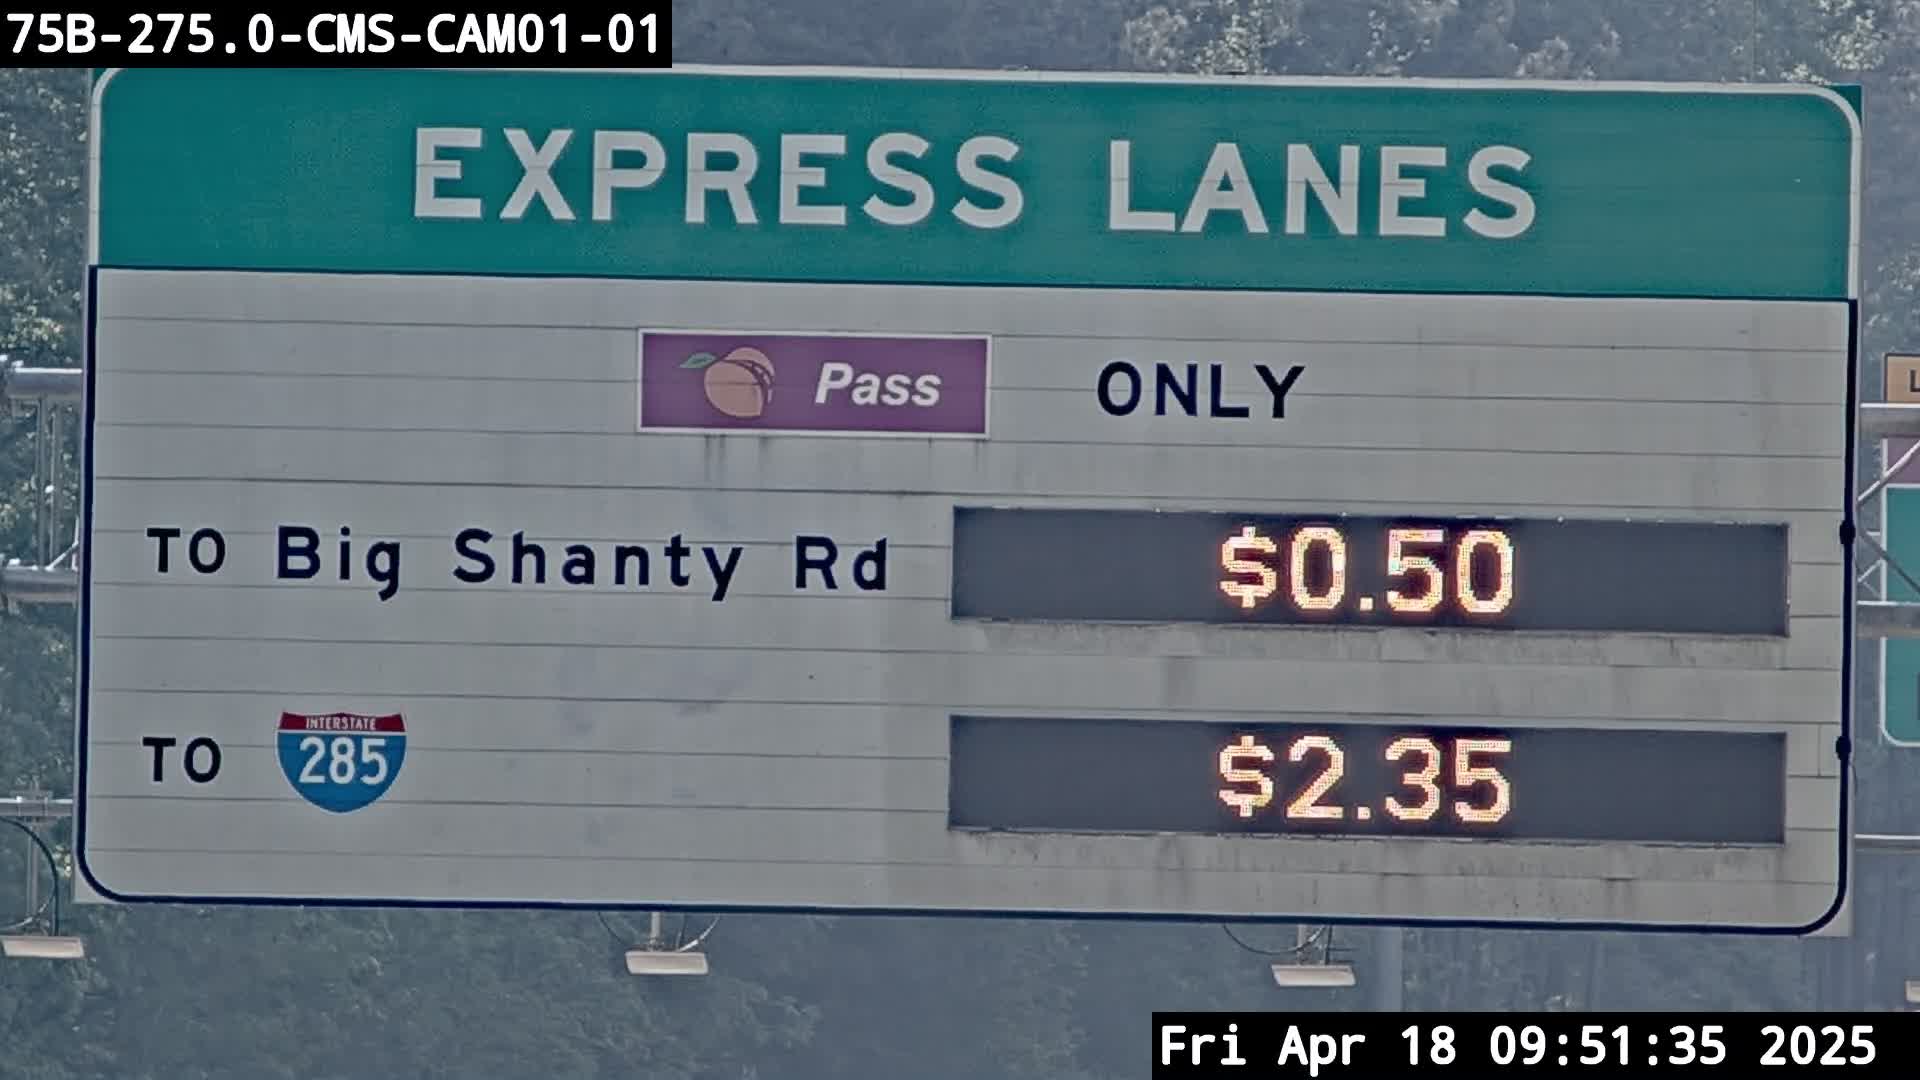 75B-275.0-CMS-CAM01-01
EXPRESS LANES
Pass ONLY
TO Big Shanty Rd $0.50
INTERSTATE
TO 285 $2.35
Fri Apr 18 09:51:35 2025